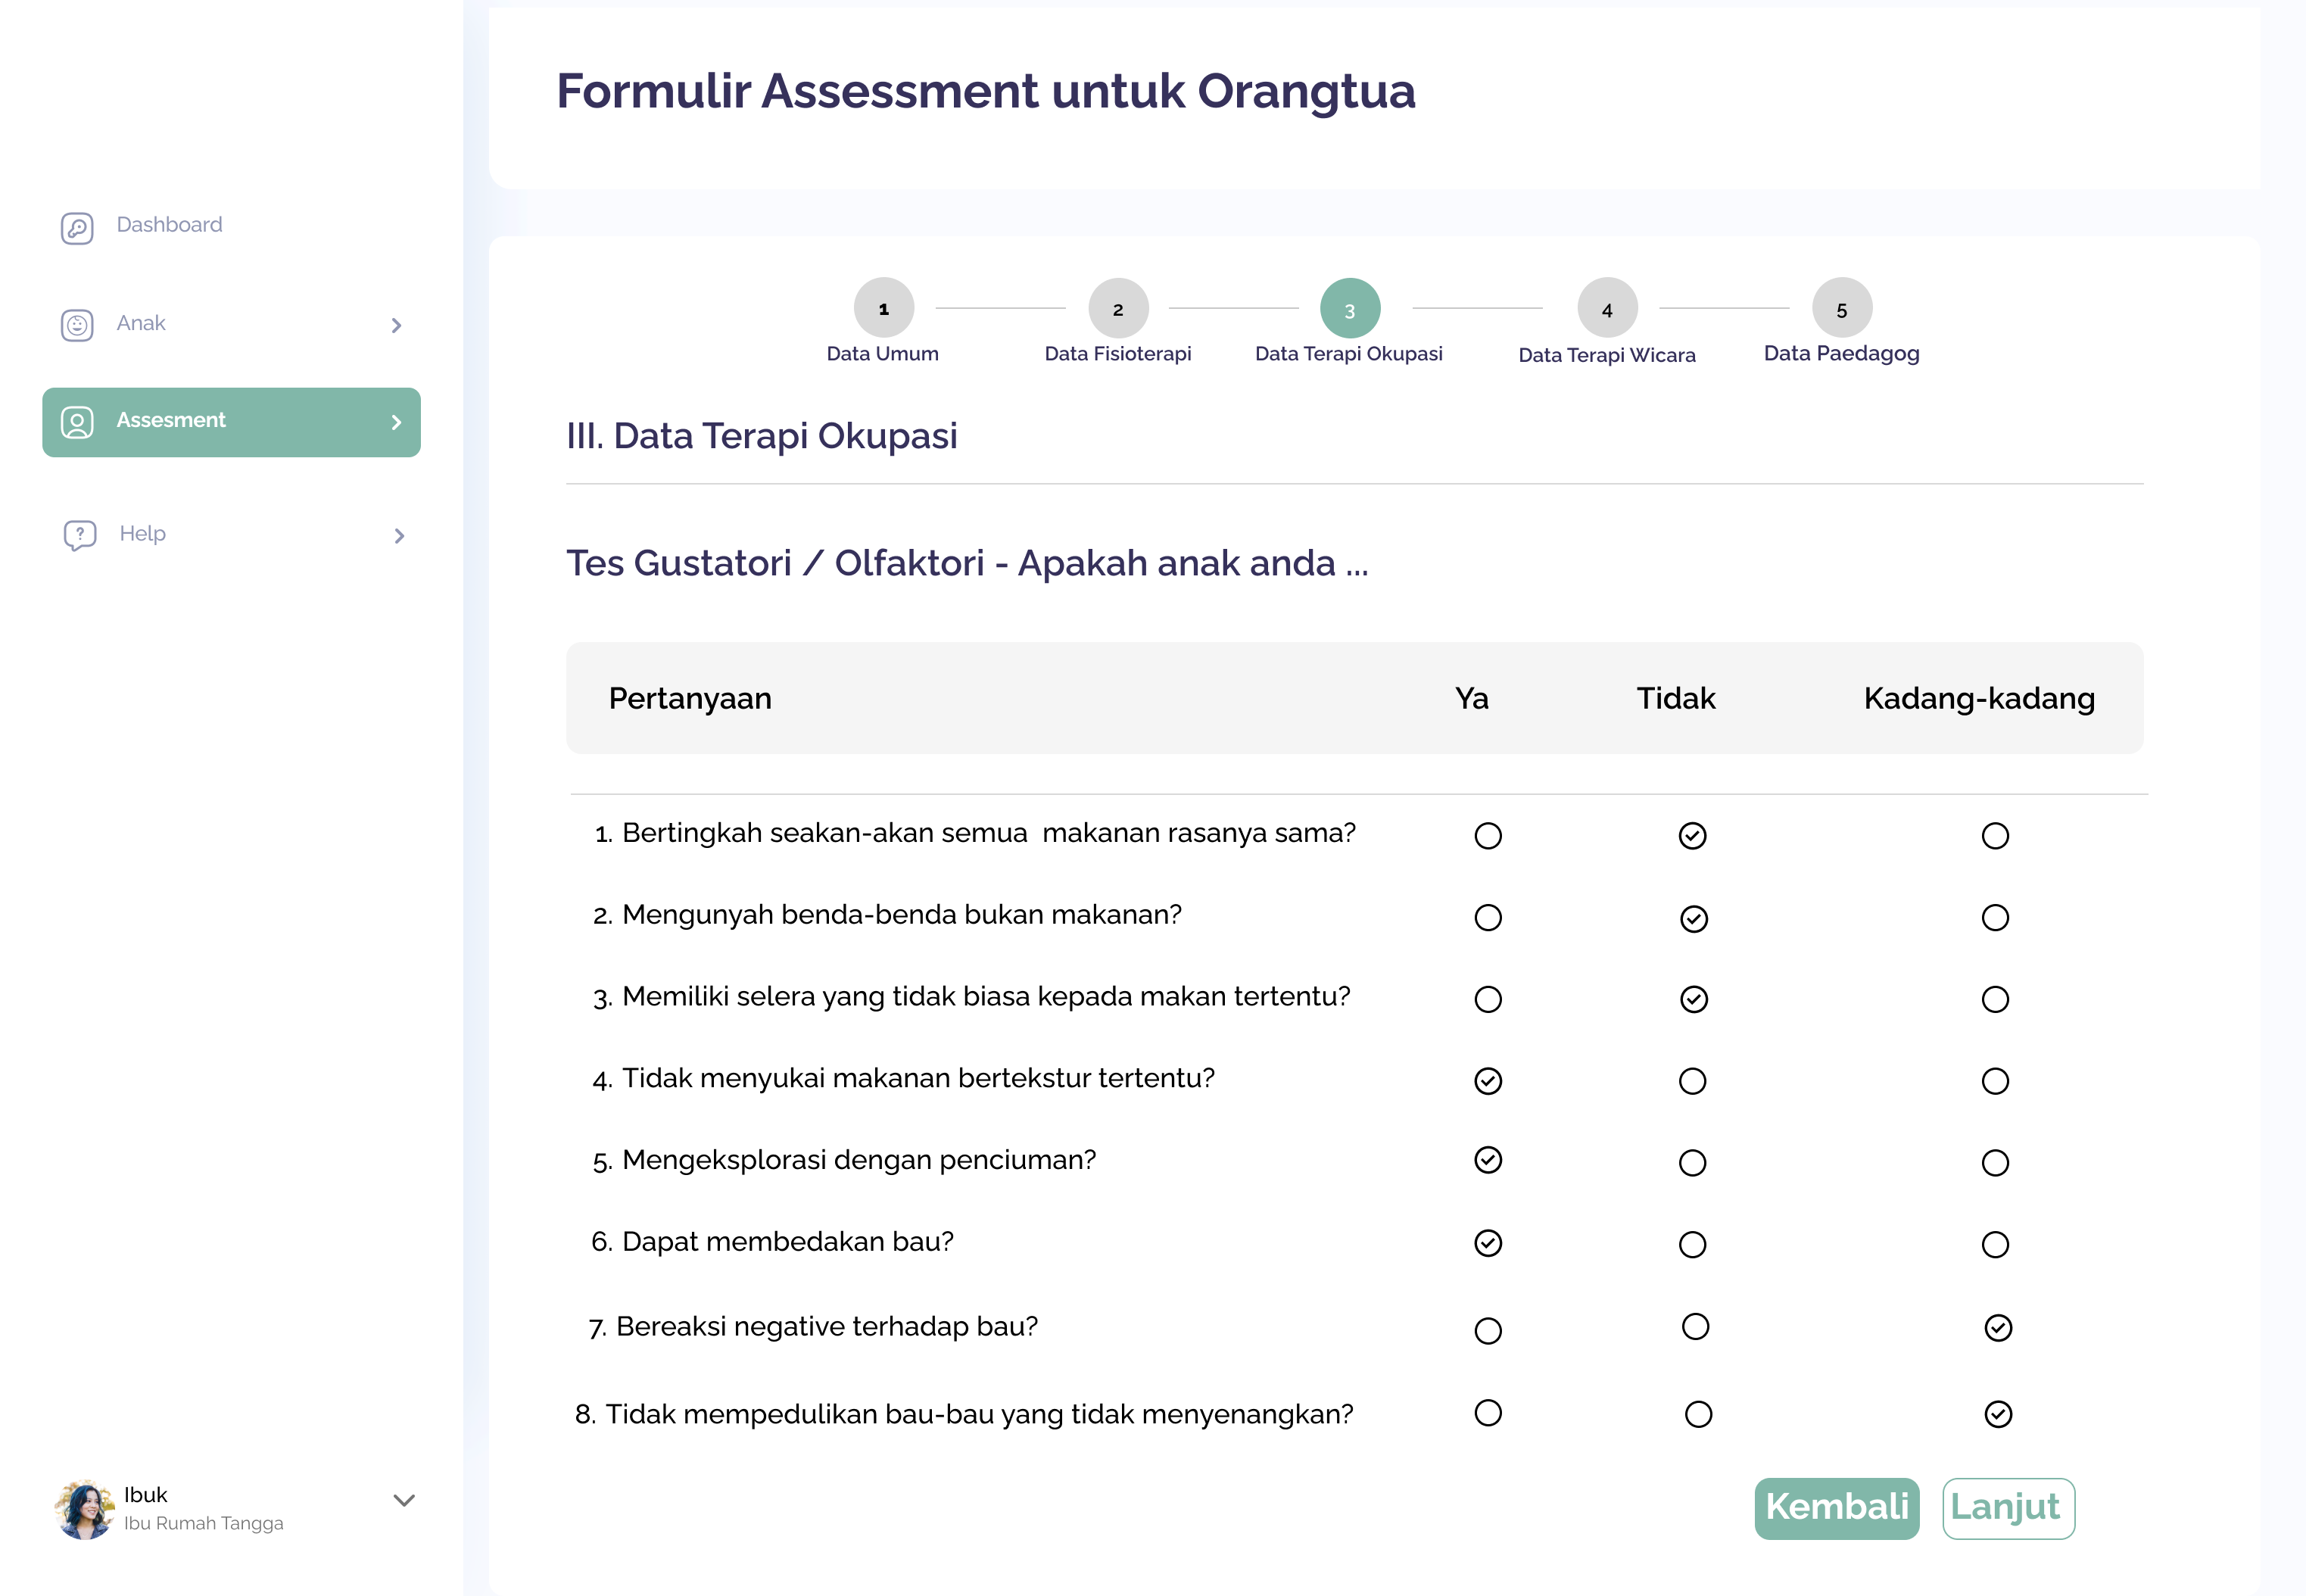 Formulir Assessment untuk Orangtua
Dashboard
Anak
Assesment
Help
1
2
3
4
5
Data Umum
Data Fisioterapi
Data Terapi Okupasi
Data Terapi Wicara
Data Paedagog
III. Data Terapi Okupasi
Tes Gustatori / Olfaktori - Apakah anak anda ...
Pertanyaan Ya Tidak Kadang-kadang
1. Bertingkah seakan-akan semua makanan rasanya sama?
2. Mengunyah benda-benda bukan makanan?
3. Memiliki selera yang tidak biasa kepada makan tertentu?
4. Tidak menyukai makanan bertekstur tertentu?
5. Mengeksplorasi dengan penciuman?
6. Dapat membedakan bau?
7. Bereaksi negative terhadap bau?
8. Tidak mempedulikan bau-bau yang tidak menyenangkan?
Ibuk
Ibu Rumah Tangga
Kembali
Lanjut